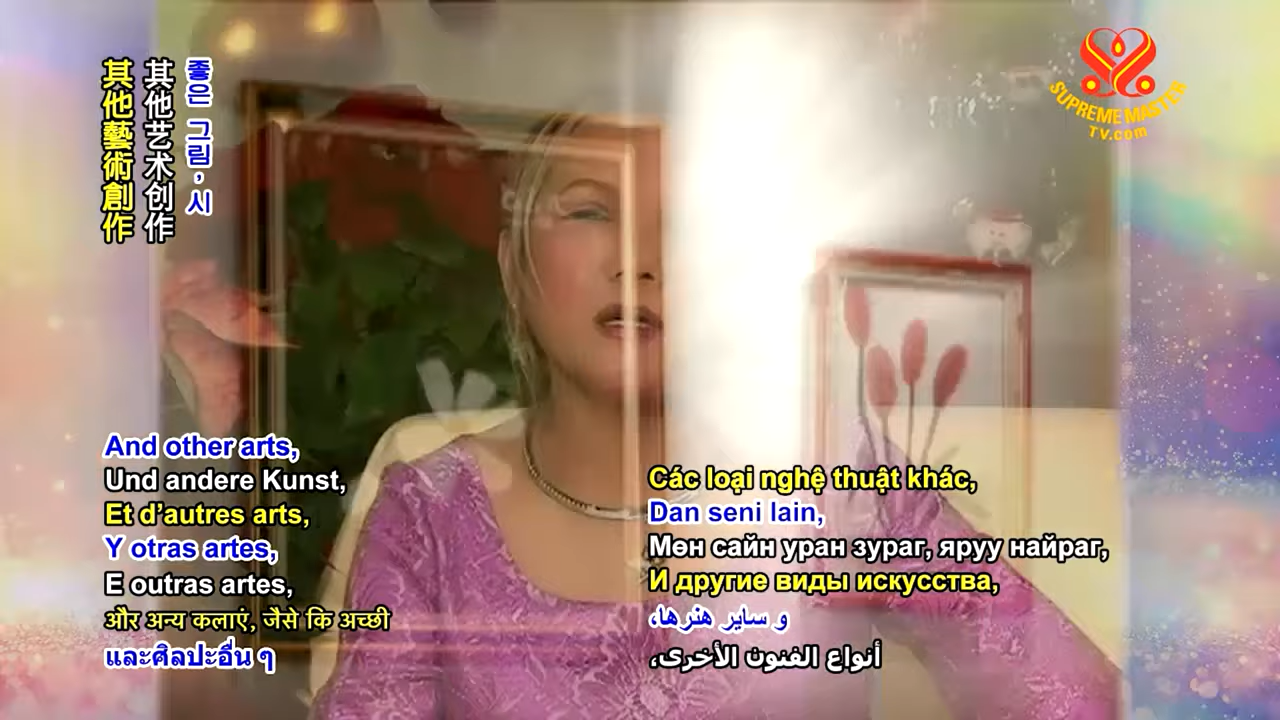 其他藝術創作
其他艺术创作
좋은 그림, 시
SUPREME MASTER
TV.com
And other arts,
Und andere Kunst,
Et d’autres arts,
Y otras artes,
E outras artes,
और अन्य कलाएं, जैसे कि अच्छी
และศิลปะอื่น ๆ
Các loại nghệ thuật khác,
Dan seni lain,
Мөн сайн уран зураг, яруу найраг,
И другие виды искусства,
و سایر هنرها،
أنواع الفنون الأخرى،